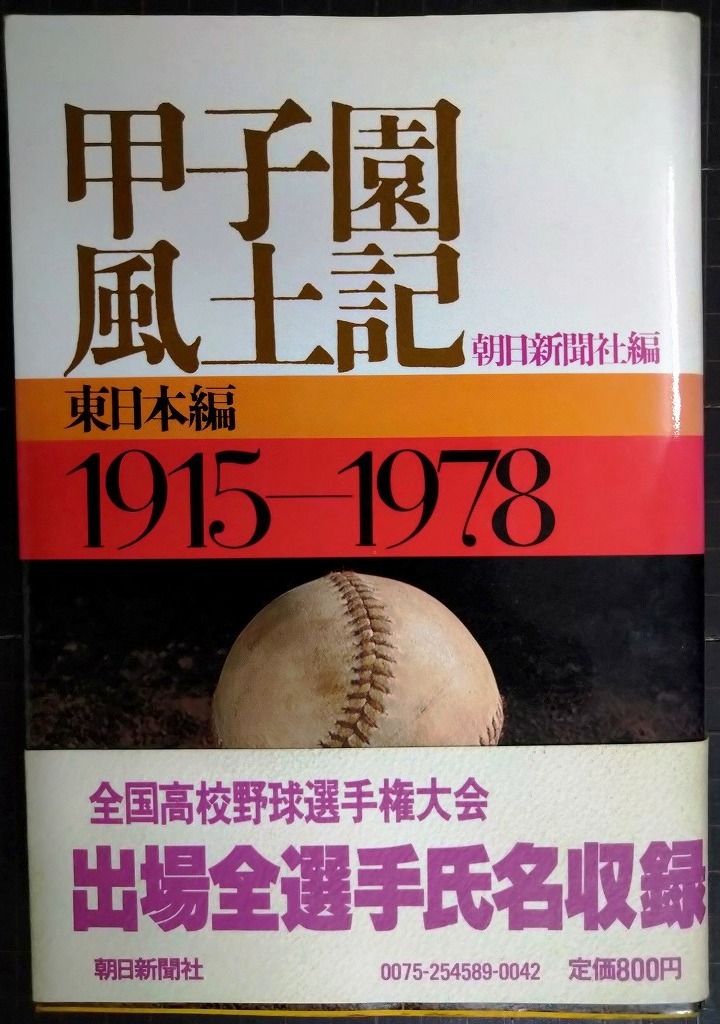 甲子園
風土記
朝日新聞社編
東日本編
1915—1978
全国高校野球選手権大会
出場全選手氏名収録
朝日新聞社
0075-254589-0042
定価800円